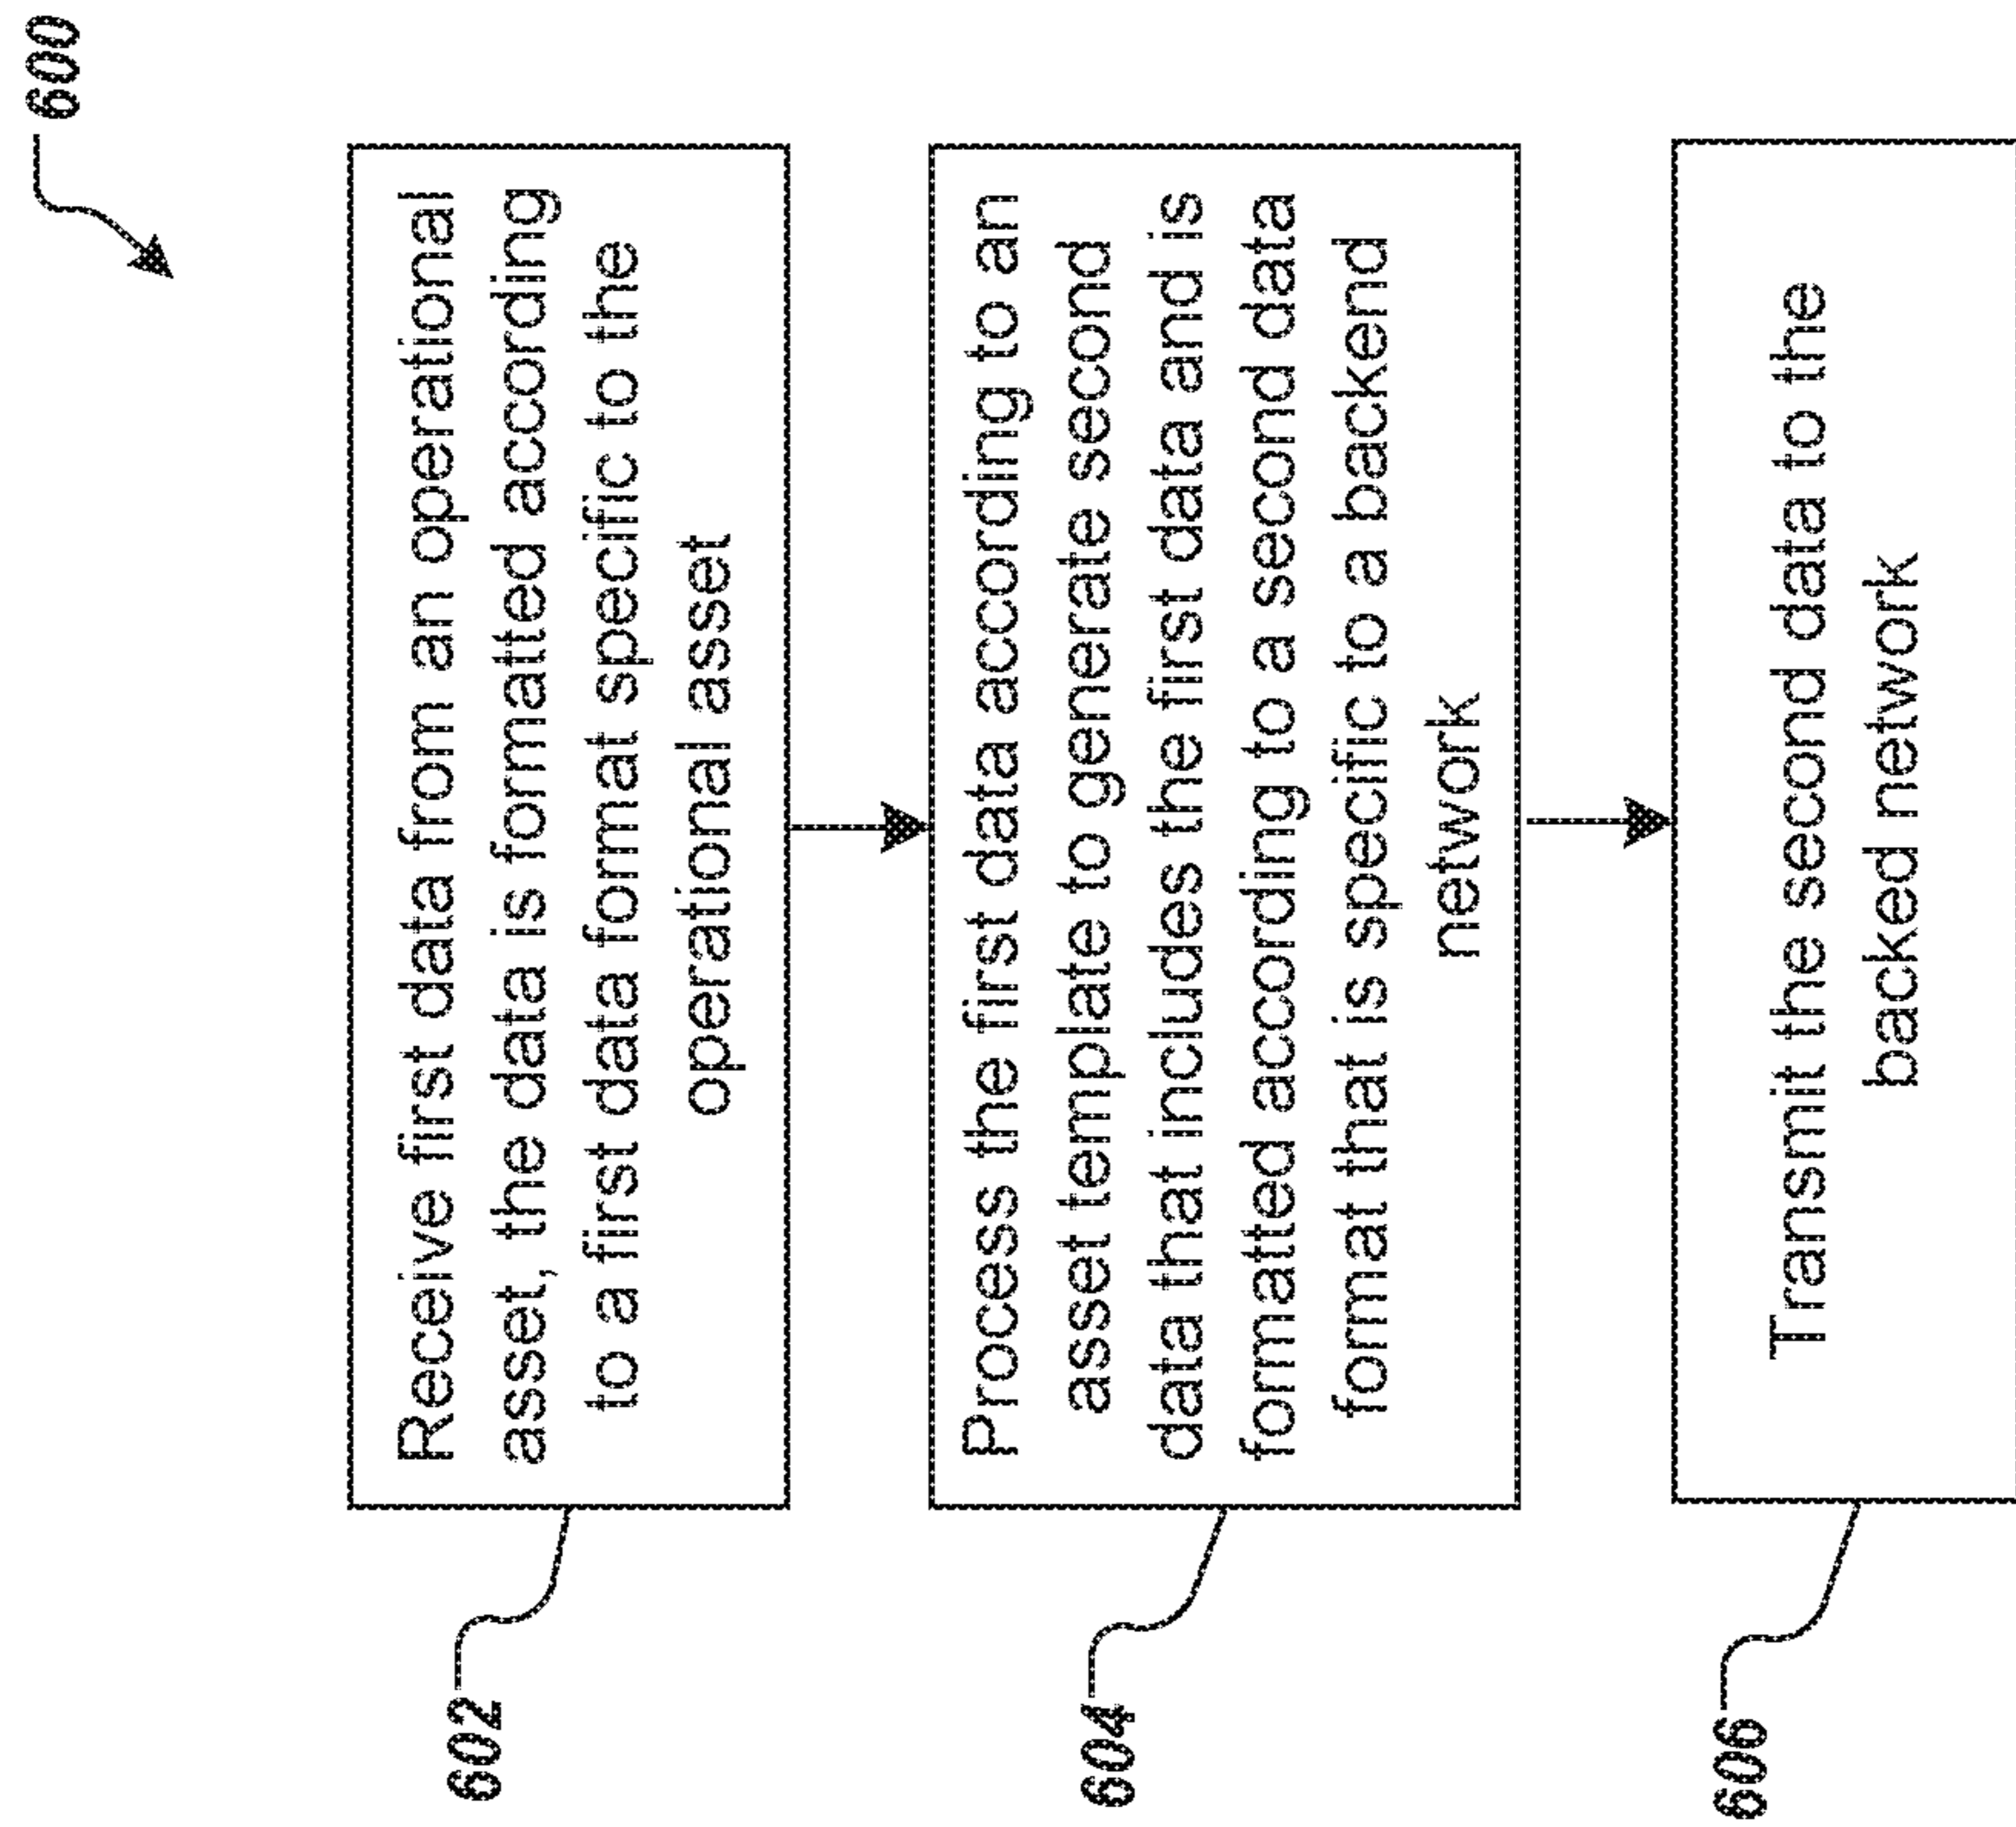 600
602
Receive first data from an operational
asset, the data is formatted according
to a first data format specific to the
operational asset
604
Process the first data according to an
asset template to generate second
data that includes the first data and is
formatted according to a second data
format that is specific to a backend
network
606
Transmit the second data to the
backed network